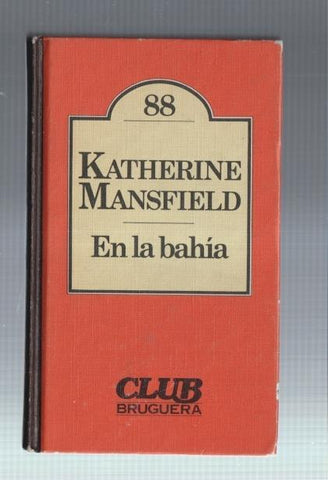 88
KATHERINE
MANSFIELD
En la bahía
CLUB
BRUGUERA